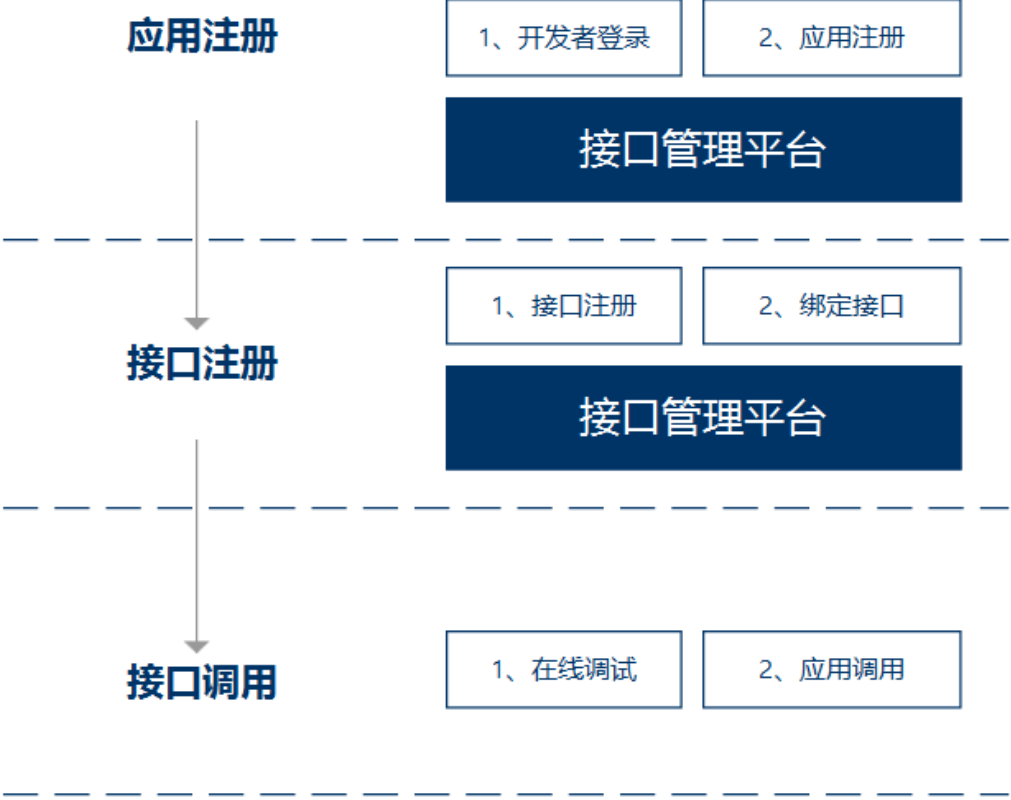 应用注册
1、开发者登录
2、应用注册
接口管理平台
接口注册
1、接口注册
2、绑定接口
接口管理平台
接口调用
1、在线调试
2、应用调用